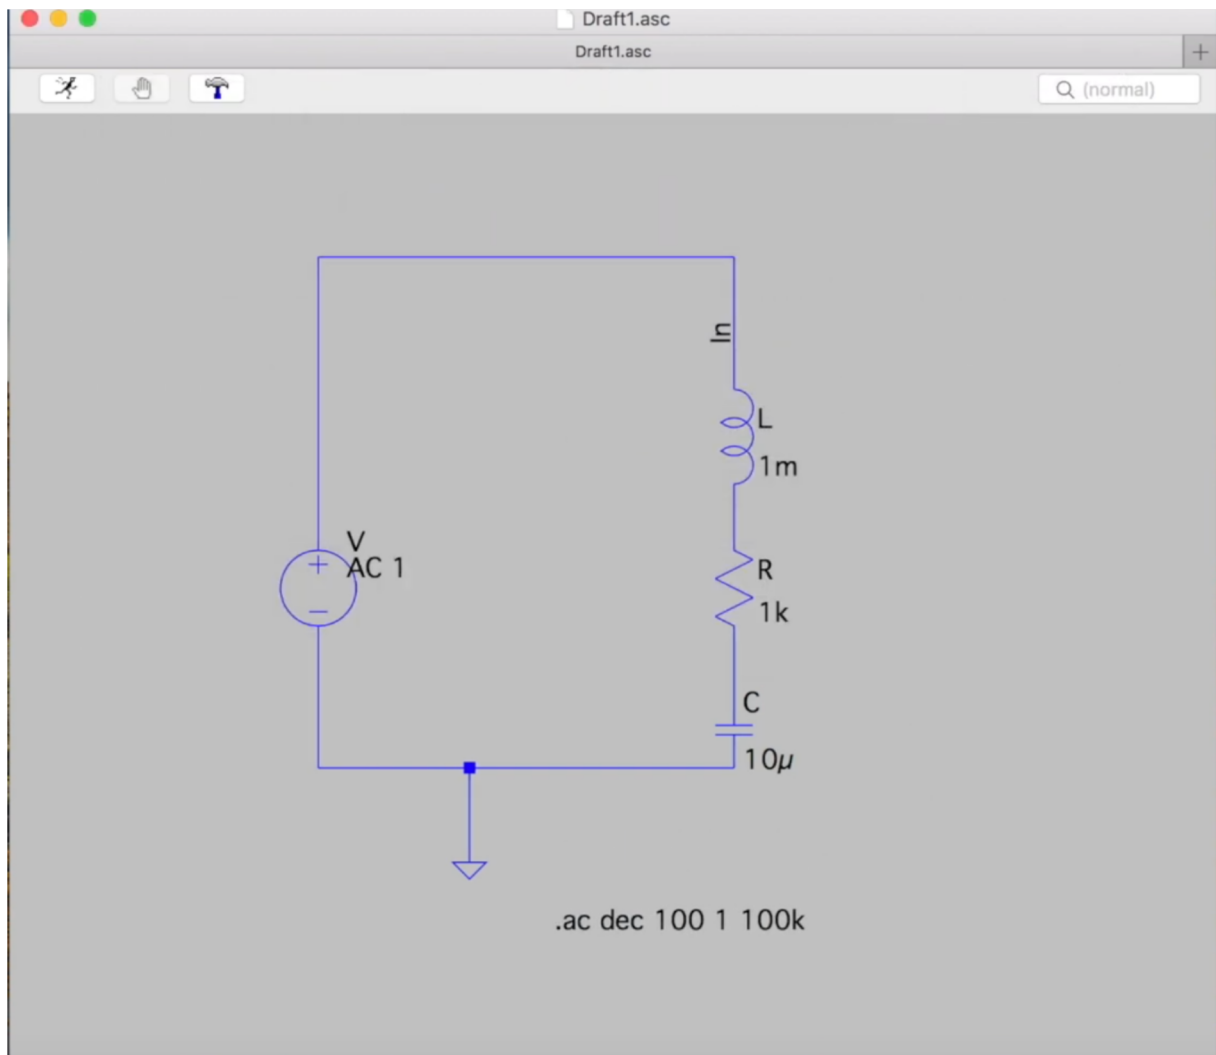 Draft1.asc
Draft1.asc
(normal)
In
L
1m
V
AC 1
R
1k
C
10µ
.ac dec 100 1 100k